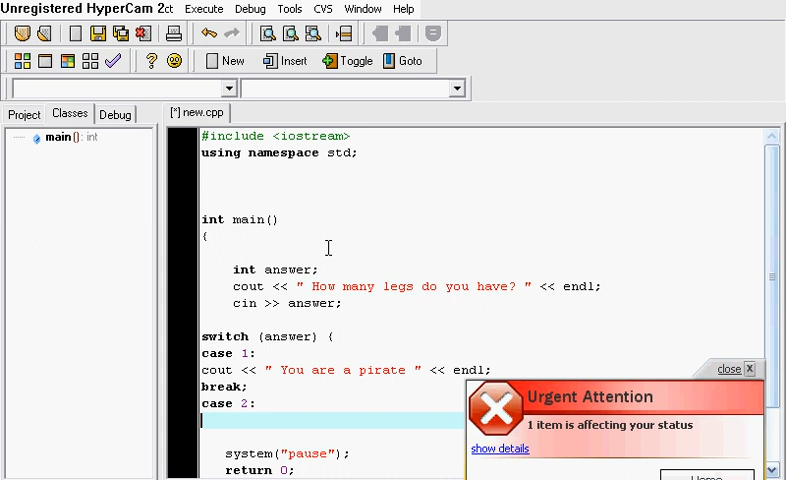 Unregistered HyperCam 2ct Execute Debug Tools CVS Window Help
New Insert Toggle Goto
Project Classes Debug [*] new.cpp
main(): int
#include <iostream>
using namespace std;
int main()
{
int answer;
cout << " How many legs do you have? " << endl;
cin >> answer;
switch (answer) {
case 1:
cout << " You are a pirate " << endl;
break;
case 2:
system("pause");
return 0;
close
Urgent Attention
1 item is affecting your status
show details